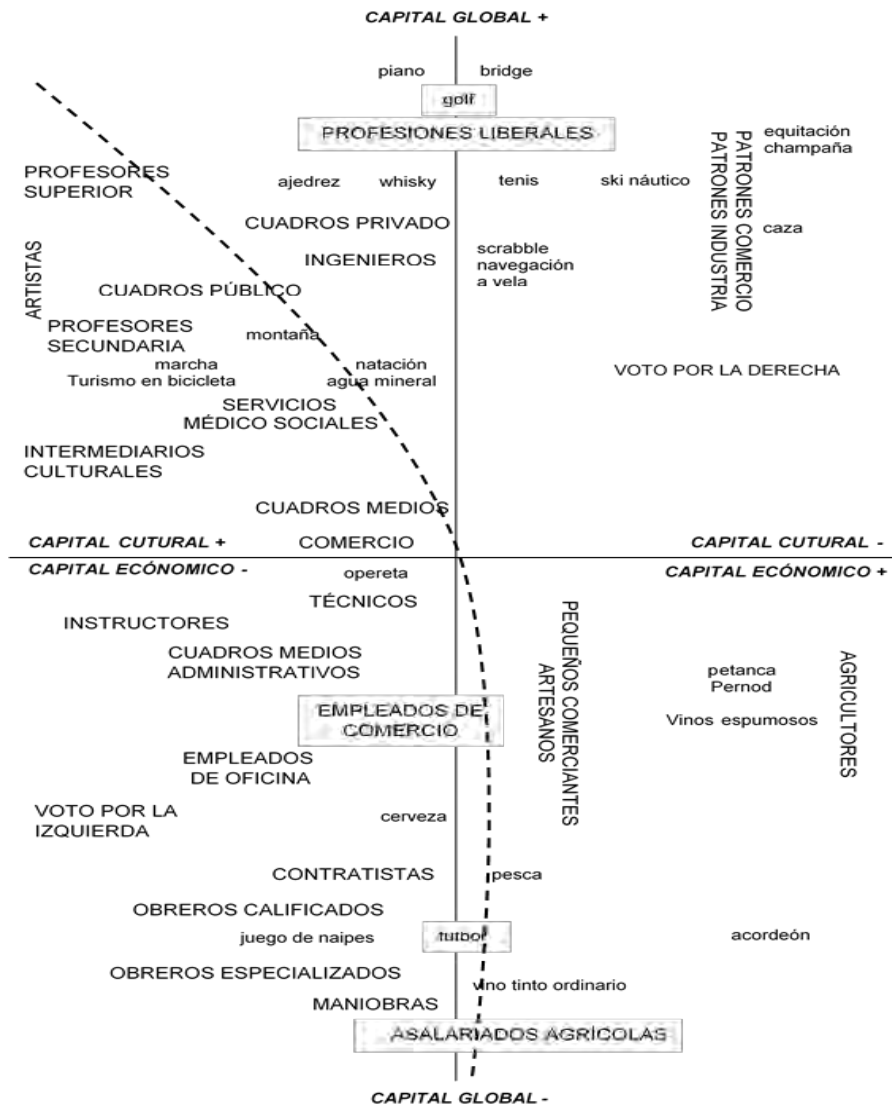 CAPITAL GLOBAL +
piano
bridge
golf
PROFESIONES LIBERALES
equitación
champaña
PATRONES COMERCIO
PATRONES INDUSTRIA
PROFESORES
SUPERIOR
ajedrez
whisky
tenis
ski náutico
CUADROS PRIVADO
caza
INGENIEROS
scrabble
navegación
a vela
ARTISTAS
CUADROS PÚBLICO
PROFESORES
SECUNDARIA
montaña
marcha
Turismo en bicicleta
natación
agua mineral
VOTO POR LA DERECHA
SERVICIOS
MÉDICO SOCIALES
INTERMEDIARIOS
CULTURALES
CUADROS MEDIOS
COMERCIO
CAPITAL CUTURAL +
CAPITAL CUTURAL -
CAPITAL ECÓNOMICO -
CAPITAL ECÓNOMICO +
opereta
TÉCNICOS
INSTRUCTORES
PEQUEÑOS COMERCIANTES
ARTESANOS
AGRICULTORES
CUADROS MEDIOS
ADMINISTRATIVOS
petanca
Pernod
Vinos espumosos
EMPLEADOS DE
COMERCIO
EMPLEADOS
DE OFICINA
VOTO POR LA
IZQUIERDA
cerveza
CONTRATISTAS
pesca
OBREROS CALIFICADOS
juego de naipes
futbol
acordeón
OBREROS ESPECIALIZADOS
vino tinto ordinario
MANIOBRAS
ASALARIADOS AGRÍCOLAS
CAPITAL GLOBAL -